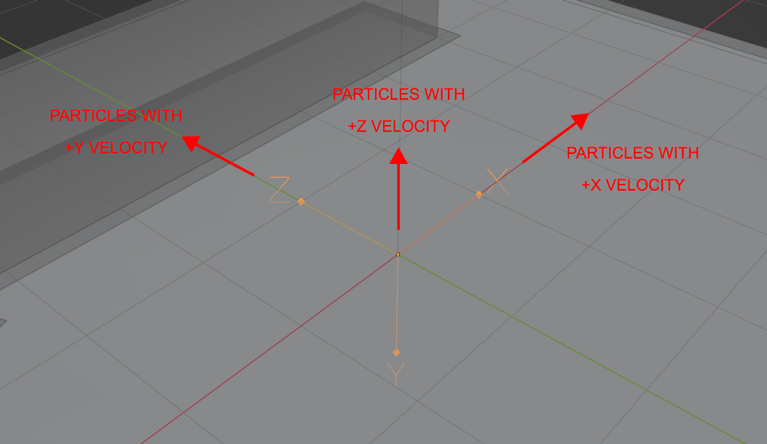 PARTICLES WITH
+Z VELOCITY
PARTICLES WITH
+Y VELOCITY
PARTICLES WITH
+X VELOCITY
Z
X
Y